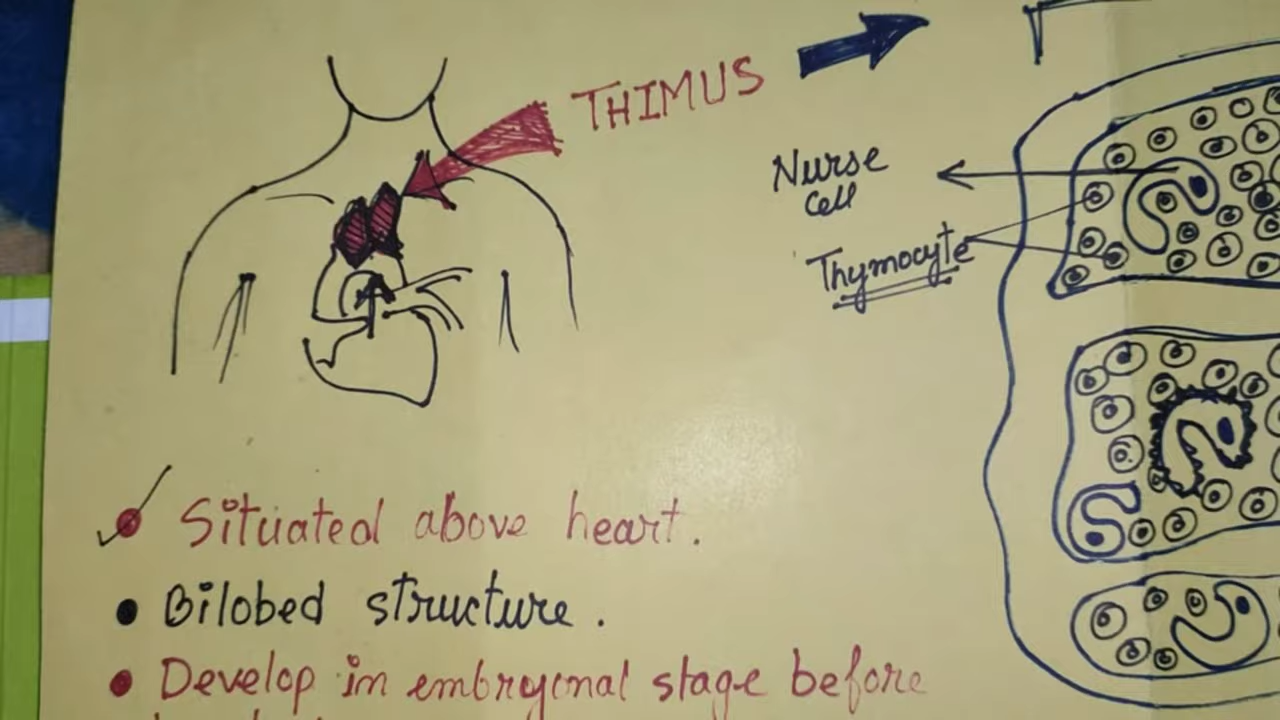 THIMUS
Nurse
Cell
Thymocyte
Situated above heart.
Bilobed structure.
Develop in embryonal stage before